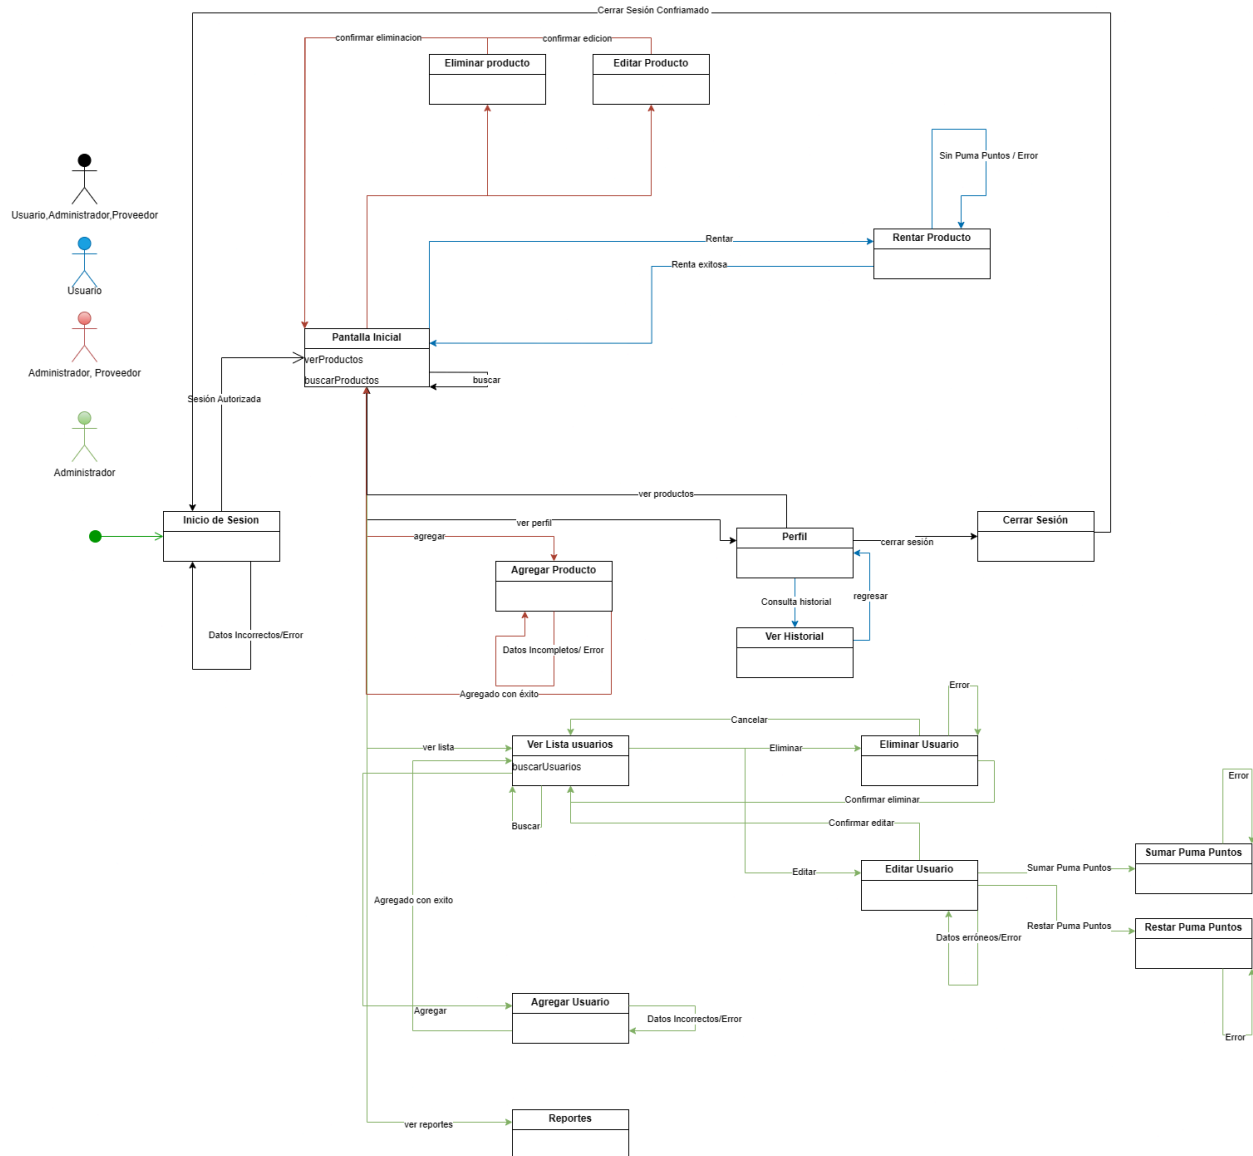 Cerrar Sesión Confriamado
confirmar eliminacion
confirmar edicion
Eliminar producto
Editar Producto
Sin Puma Puntos / Error
Usuario,Administrador,Proveedor
Rentar
Rentar Producto
Renta exitosa
Usuario
Pantalla Inicial
verProductos
buscarProductos
buscar
Administrador, Proveedor
Sesión Autorizada
Administrador
ver productos
Inicio de Sesion
ver perfil
Perfil
cerrar sesión
Cerrar Sesión
agregar
Agregar Producto
Consulta historial
regresar
Datos Incorrectos/Error
Datos Incompletos/ Error
Ver Historial
Agregado con éxito
Error
Cancelar
ver lista
Ver Lista usuarios
buscarUsuarios
Eliminar
Eliminar Usuario
Error
Confirmar eliminar
Buscar
Confirmar editar
Sumar Puma Puntos
Editar
Editar Usuario
Sumar Puma Puntos
Agregado con exito
Restar Puma Puntos
Restar Puma Puntos
Datos erróneos/Error
Agregar
Agregar Usuario
Datos Incorrectos/Error
Error
ver reportes
Reportes